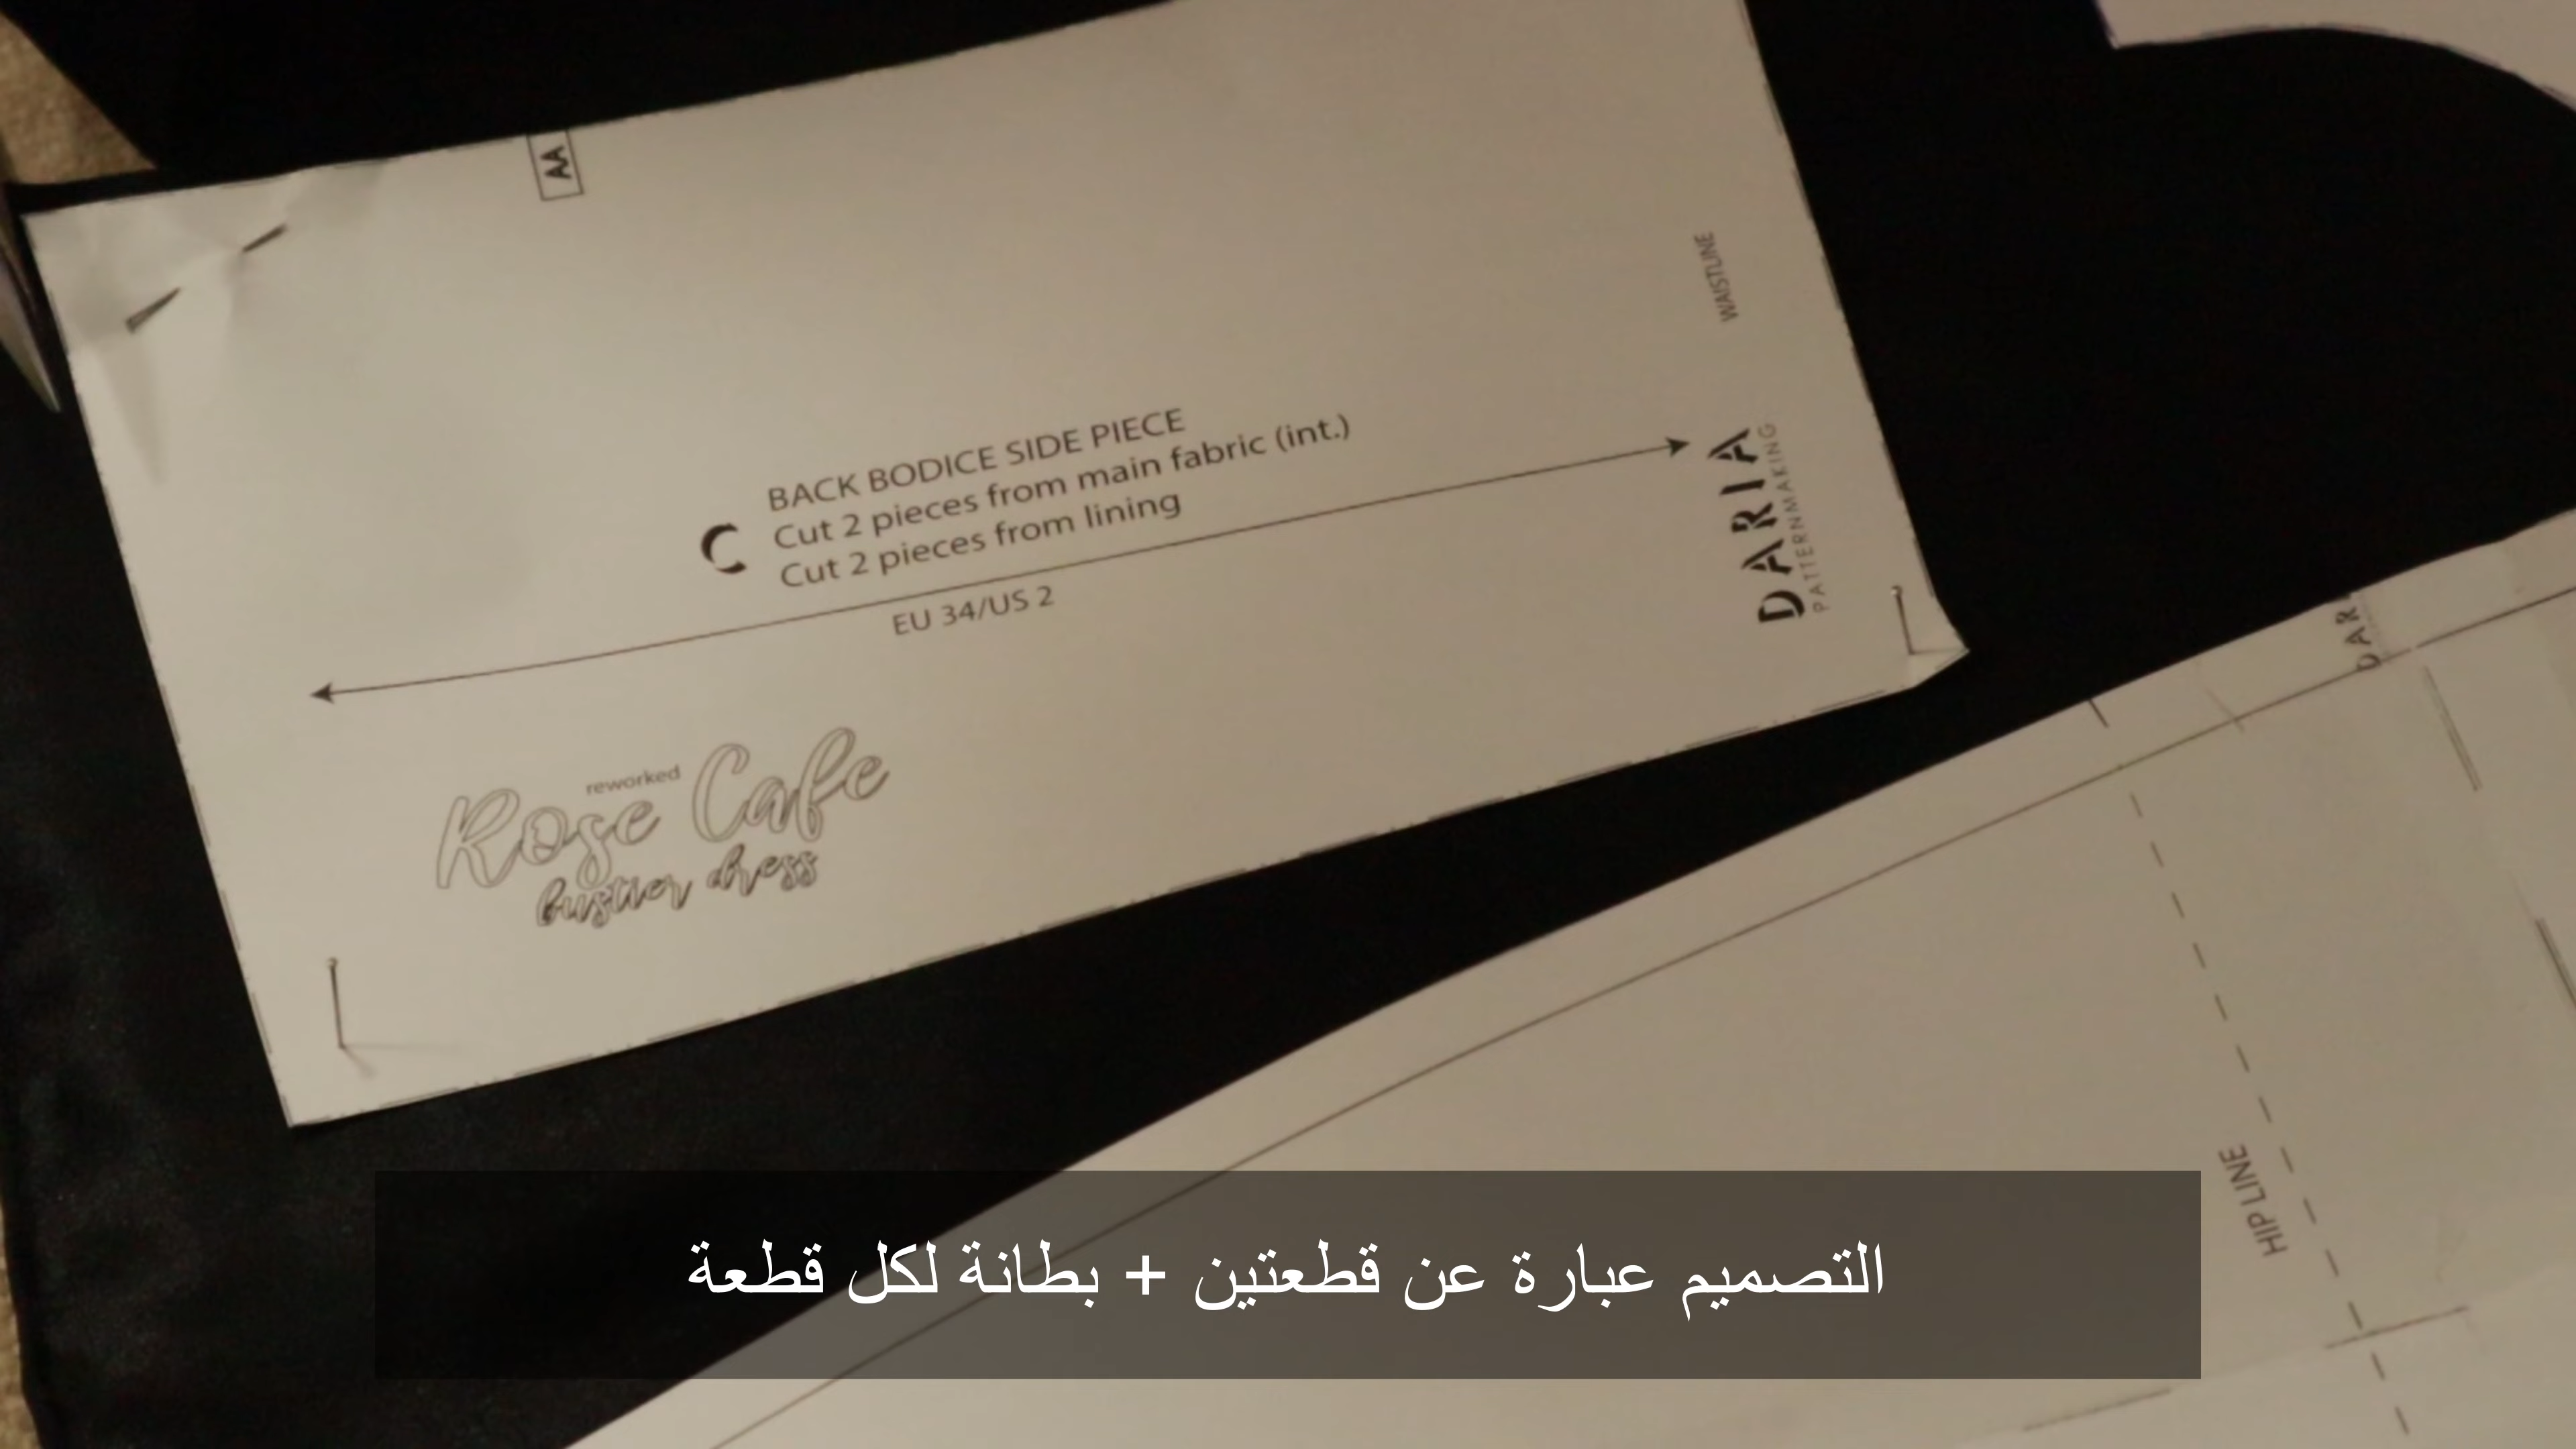 AA
WAISTLINE
BACK BODICE SIDE PIECE
C
Cut 2 pieces from main fabric (int.)
Cut 2 pieces from lining
EU 34/US 2
DARIA
PATTERNMAKING
reworked
Rose Cafe
bustier dress
DAR
HIP LINE
التصميم عبارة عن قطعتين + بطانة لكل قطعة